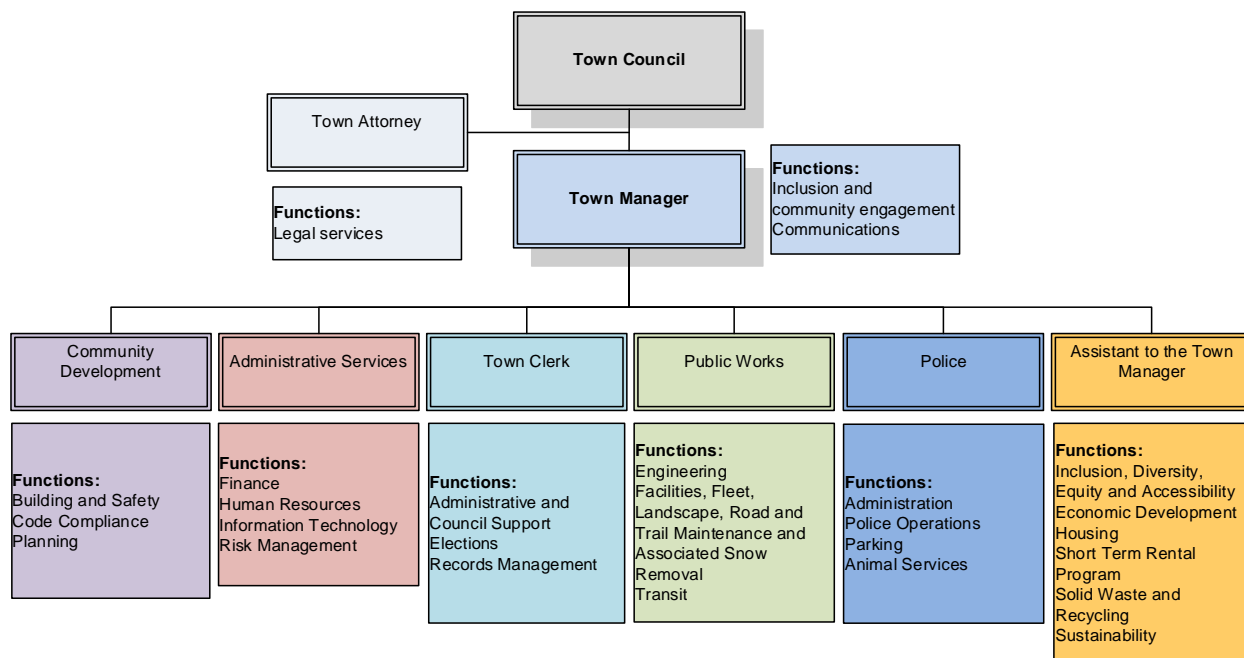 Town Council
Town Attorney
Functions:
Legal services
Town Manager
Functions:
Inclusion and
community engagement
Communications
Community
Development
Functions:
Building and Safety
Code Compliance
Planning
Administrative Services
Functions:
Finance
Human Resources
Information Technology
Risk Management
Town Clerk
Functions:
Administrative and
Council Support
Elections
Records Management
Public Works
Functions:
Engineering
Facilities, Fleet,
Landscape, Road and
Trail Maintenance and
Associated Snow
Removal
Transit
Police
Functions:
Administration
Police Operations
Parking
Animal Services
Assistant to the Town
Manager
Functions:
Inclusion, Diversity,
Equity and Accessibility
Economic Development
Housing
Short Term Rental
Program
Solid Waste and
Recycling
Sustainability